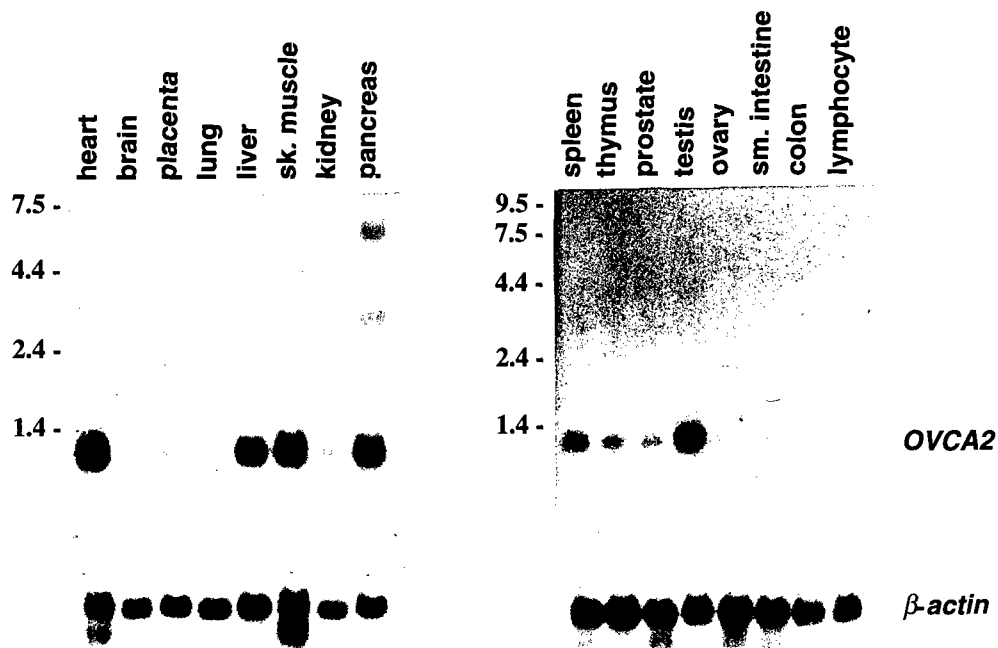 heart
brain
placenta
lung
liver
sk. muscle
kidney
pancreas
7.5 -
4.4 -
2.4 -
1.4 -
spleen
thymus
prostate
testis
ovary
sm. intestine
colon
lymphocyte
9.5 -
7.5 -
4.4 -
2.4 -
1.4 -
OVCA2
β-actin